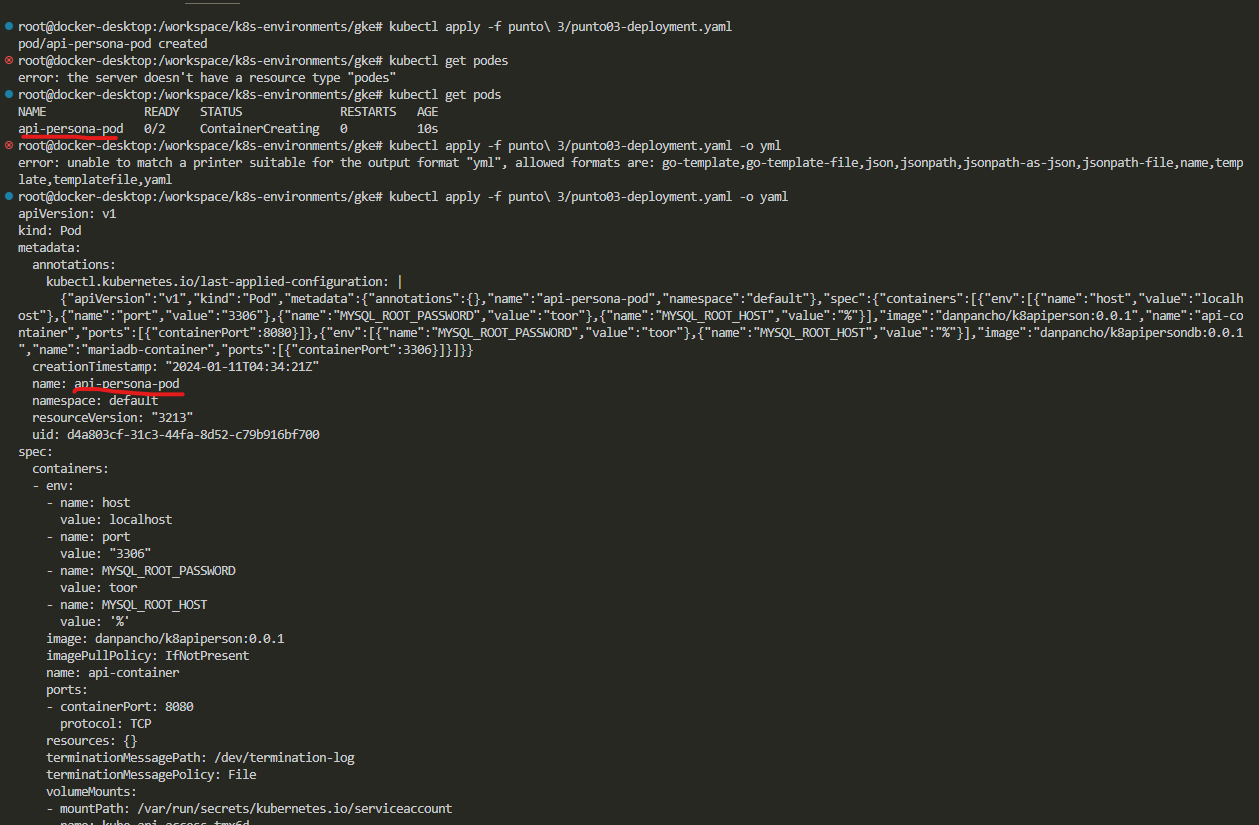 root@docker-desktop:/workspace/k8s-environments/gke# kubectl apply -f punto\ 3/punto03-deployment.yaml
pod/api-persona-pod created
root@docker-desktop:/workspace/k8s-environments/gke# kubectl get podes
error: the server doesn't have a resource type "podes"
root@docker-desktop:/workspace/k8s-environments/gke# kubectl get pods
NAME READY STATUS RESTARTS AGE
api-persona-pod 0/2 ContainerCreating 0 10s
root@docker-desktop:/workspace/k8s-environments/gke# kubectl apply -f punto\ 3/punto03-deployment.yaml -o yml
error: unable to match a printer suitable for the output format "yml", allowed formats are: go-template,go-template-file,json,jsonpath,jsonpath-as-json,jsonpath-file,name,temp
late,templatefile,yaml
root@docker-desktop:/workspace/k8s-environments/gke# kubectl apply -f punto\ 3/punto03-deployment.yaml -o yaml
apiVersion: v1
kind: Pod
metadata:
  annotations:
    kubectl.kubernetes.io/last-applied-configuration: |
      {"apiVersion":"v1","kind":"Pod","metadata":{"annotations":{},"name":"api-persona-pod","namespace":"default"},"spec":{"containers":[{"env":[{"name":"host","value":"localh
ost"},{"name":"port","value":"3306"},{"name":"MYSQL_ROOT_PASSWORD","value":"toor"},{"name":"MYSQL_ROOT_HOST","value":"%"}],"image":"danpancho/k8apiperson:0.0.1","name":"api-co
ntainer","ports":[{"containerPort":8080}]},{"env":[{"name":"MYSQL_ROOT_PASSWORD","value":"toor"},{"name":"MYSQL_ROOT_HOST","value":"%"}],"image":"danpancho/k8apipersondb:0.0.1
","name":"mariadb-container","ports":[{"containerPort":3306}]}]}}
  creationTimestamp: "2024-01-11T04:34:21Z"
  name: api-persona-pod
  namespace: default
  resourceVersion: "3213"
  uid: d4a803cf-31c3-44fa-8d52-c79b916bf700
spec:
  containers:
  - env:
    - name: host
      value: localhost
    - name: port
      value: "3306"
    - name: MYSQL_ROOT_PASSWORD
      value: toor
    - name: MYSQL_ROOT_HOST
      value: '%'
    image: danpancho/k8apiperson:0.0.1
    imagePullPolicy: IfNotPresent
    name: api-container
    ports:
    - containerPort: 8080
      protocol: TCP
    resources: {}
    terminationMessagePath: /dev/termination-log
    terminationMessagePolicy: File
    volumeMounts:
    - mountPath: /var/run/secrets/kubernetes.io/serviceaccount
      name: